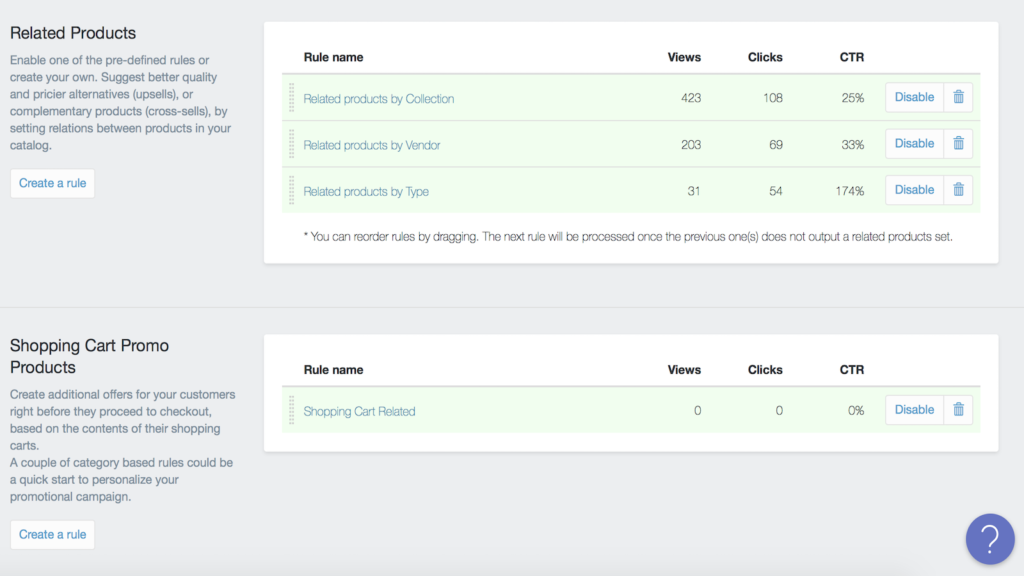 Related Products
Enable one of the pre-defined rules or
create your own. Suggest better quality
and pricier alternatives (upsells), or
complementary products (cross-sells), by
setting relations between products in your
catalog.
Create a rule
Rule name Views Clicks CTR
Related products by Collection 423 108 25% Disable
Related products by Vendor 203 69 33% Disable
Related products by Type 31 54 174% Disable
* You can reorder rules by dragging. The next rule will be processed once the previous one(s) does not output a related products set.
Shopping Cart Promo
Products
Create additional offers for your customers
right before they proceed to checkout,
based on the contents of their shopping
carts.
A couple of category based rules could be
a quick start to personalize your
promotional campaign.
Create a rule
Rule name Views Clicks CTR
Shopping Cart Related 0 0 0% Disable
?